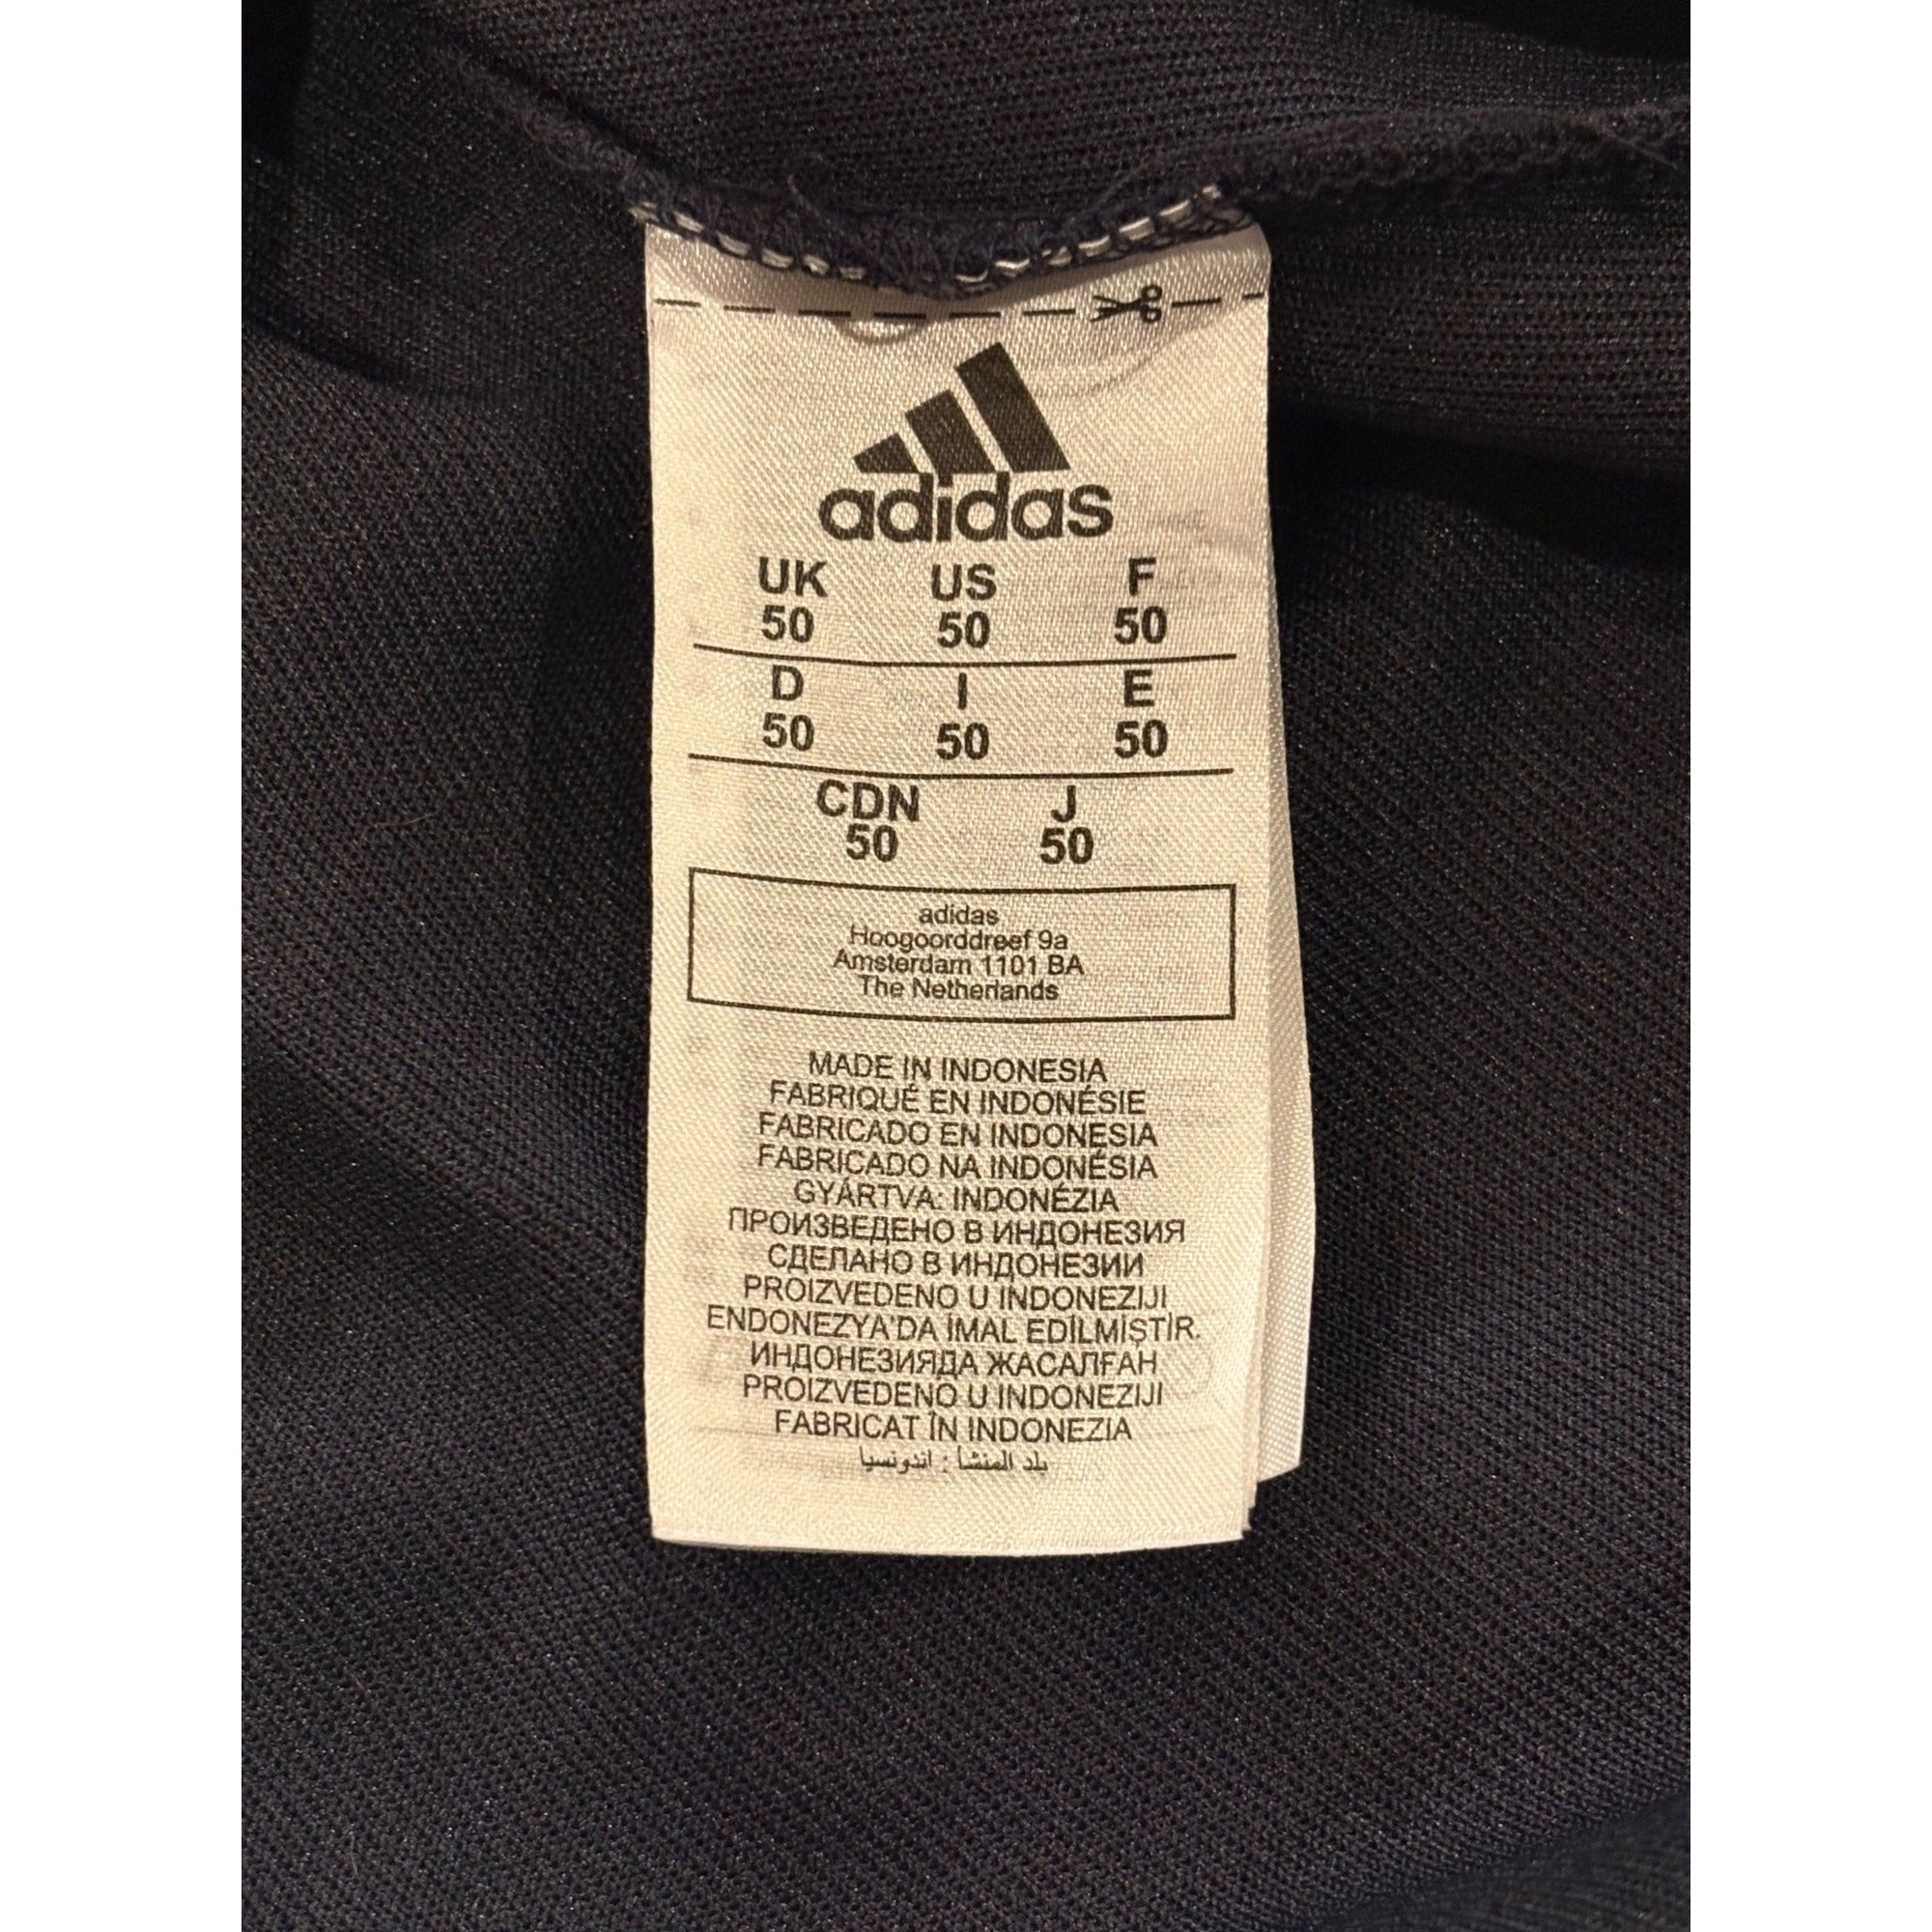 adidas
UK US F
50 50 50
D I E
50 50 50
CDN J
50 50
adidas
Hoogoorddreef 9a
Amsterdam 1101 BA
The Netherlands
MADE IN INDONESIA
FABRIQUÉ EN INDONÉSIE
FABRICADO EN INDONESIA
FABRICADO NA INDONÉSIA
GYÁRTVA: INDONÉZIA
ПРОИЗВЕДЕНО В ИНДОНЕЗИЯ
СДЕЛАНО В ИНДОНЕЗИИ
PROIZVEDENO U INDONEZIJI
ENDONEZYA'DA İMAL EDİLMİŞTİR.
ИНДОНЕЗИЯДА ЖАСАЛҒАН
PROIZVEDENO U INDONEZIJI
FABRICAT ÎN INDONEZIA
بلد المنشأ : اندونسيا